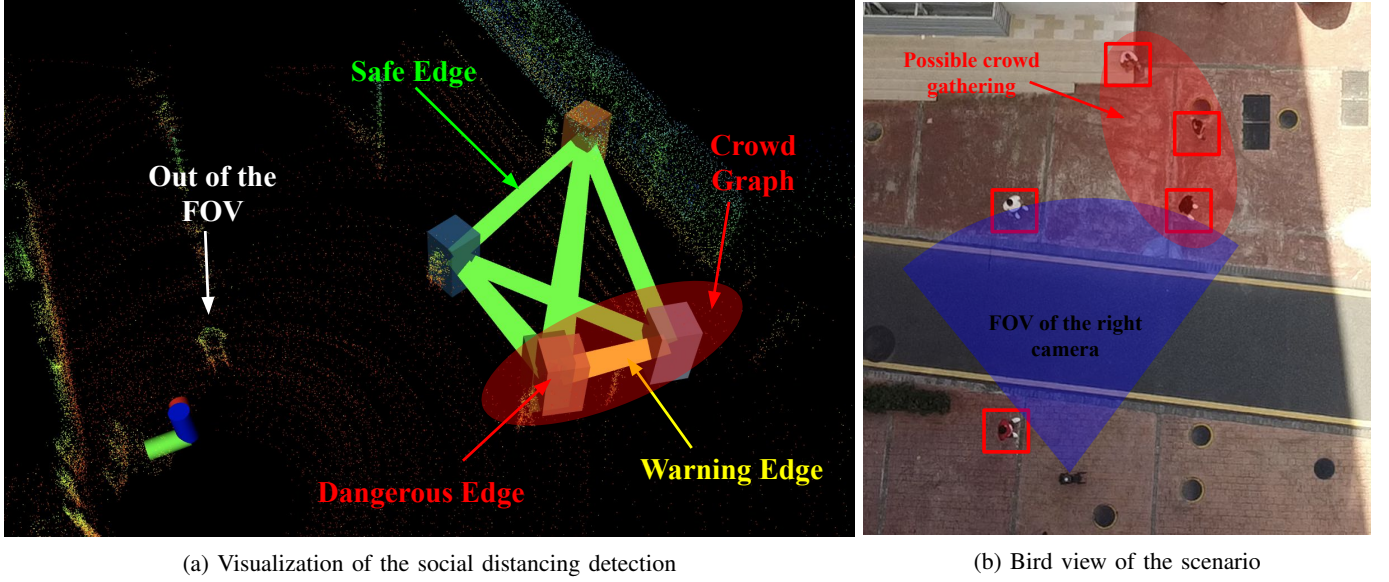 Safe Edge
Crowd
Graph
Out of the
FOV
Dangerous Edge
Warning Edge
Possible crowd
gathering
FOV of the right
camera
(a) Visualization of the social distancing detection
(b) Bird view of the scenario